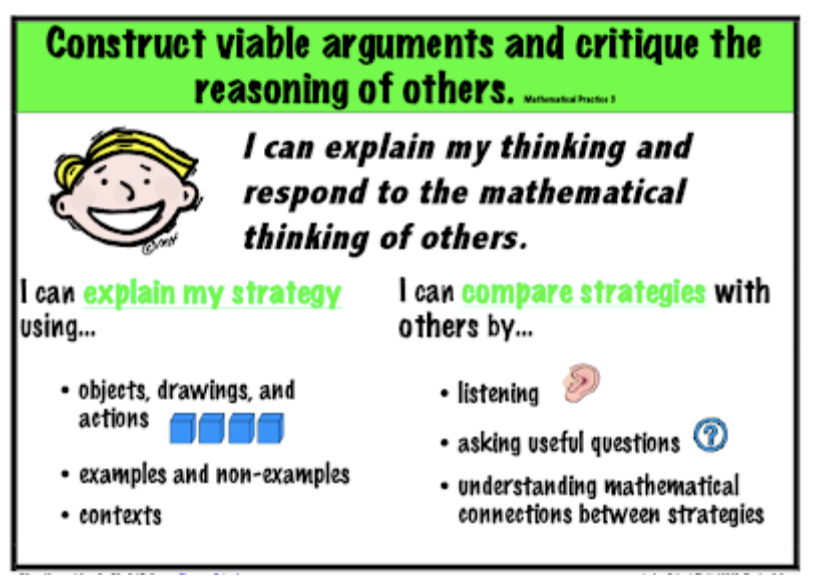 Construct viable arguments and critique the
reasoning of others. Mathematical Practice 3
I can explain my thinking and
respond to the mathematical
thinking of others.
I can explain my strategy
using...
• objects, drawings, and
actions
• examples and non-examples
• contexts
I can compare strategies with
others by...
• listening
?
• asking useful questions
• understanding mathematical
connections between strategies